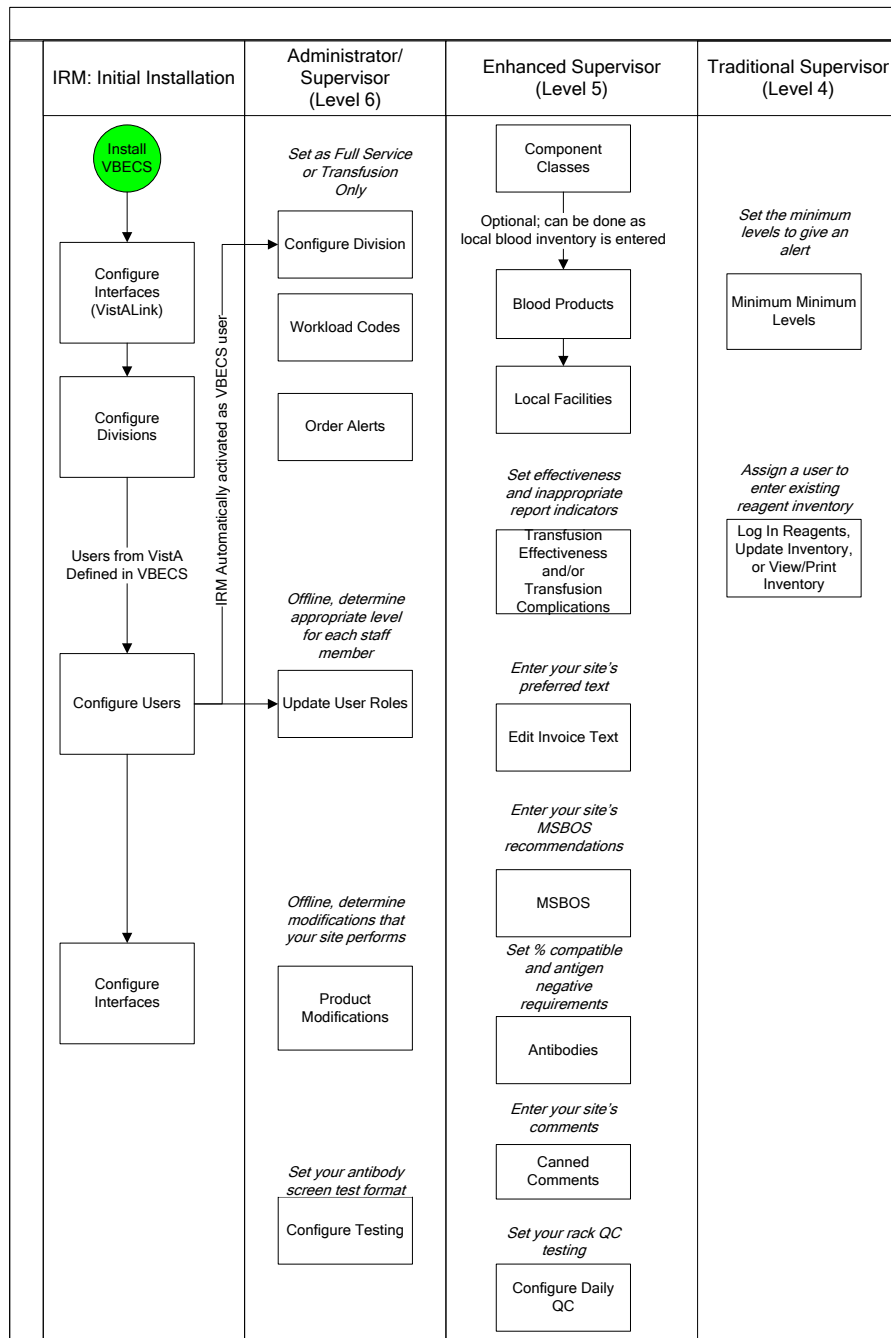 IRM: Initial Installation
Administrator/
Supervisor
(Level 6)
Enhanced Supervisor
(Level 5)
Traditional Supervisor
(Level 4)
Install
VBECS
Configure
Interfaces
(VistALink)
Configure
Divisions
Users from VistA
Defined in VBECS
Configure Users
Configure
Interfaces
IRM Automatically activated as VBECS user
Set as Full Service
or Transfusion
Only
Configure Division
Workload Codes
Order Alerts
Offline, determine
appropriate level
for each staff
member
Update User Roles
Offline, determine
modifications that
your site performs
Product
Modifications
Set your antibody
screen test format
Configure Testing
Component
Classes
Optional; can be done as
local blood inventory is entered
Blood Products
Local Facilities
Set effectiveness
and inappropriate
report indicators
Transfusion
Effectiveness
and/or
Transfusion
Complications
Enter your site's
preferred text
Edit Invoice Text
Enter your site's
MSBOS
recommendations
MSBOS
Set % compatible
and antigen
negative
requirements
Antibodies
Enter your site's
comments
Canned
Comments
Set your rack QC
testing
Configure Daily
QC
Set the minimum
levels to give an
alert
Minimum Minimum
Levels
Assign a user to
enter existing
reagent inventory
Log In Reagents,
Update Inventory,
or View/Print
Inventory